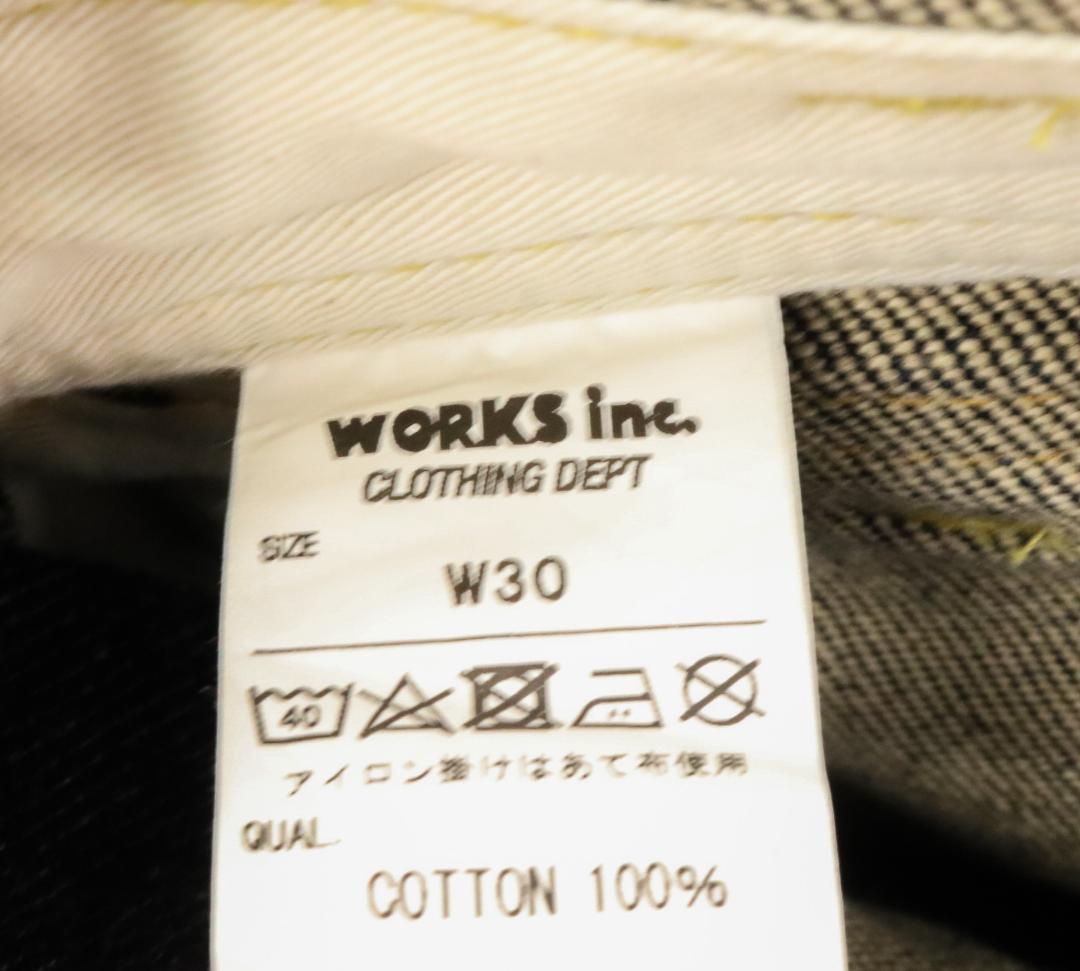 WORKS inc.
CLOTHING DEPT
SIZE
W30
40
アイロン掛けはあて布使用
QUAL.
COTTON 100%